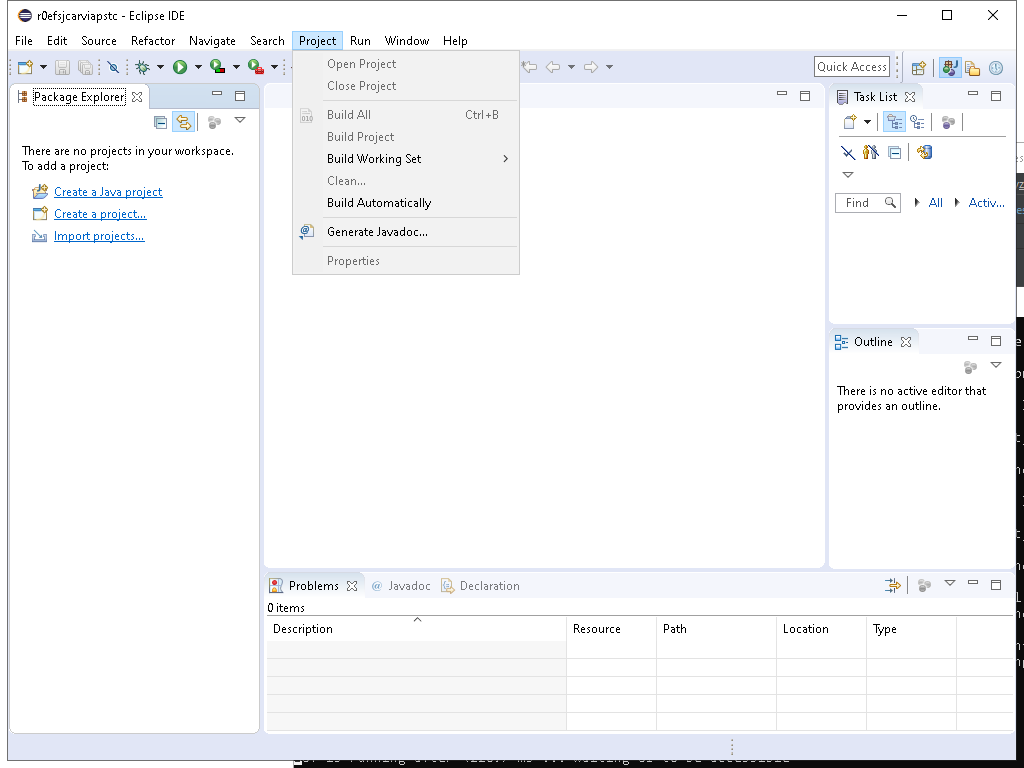 r0efsjcarviapstc - Eclipse IDE
File Edit Source Refactor Navigate Search Project Run Window Help
Quick Access
Open Project
Close Project
Build All Ctrl+B
Build Project
Build Working Set
Clean...
Build Automatically
Generate Javadoc...
Properties
Package Explorer
There are no projects in your workspace.
To add a project:
Create a Java project
Create a project...
Import projects...
Task List
Find All Activ...
Outline
There is no active editor that
provides an outline.
Problems @ Javadoc Declaration
0 items
Description Resource Path Location Type